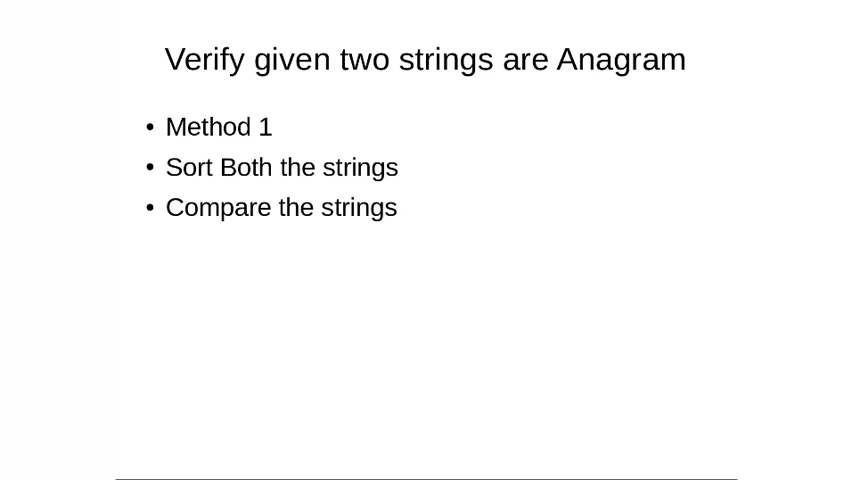 Verify given two strings are Anagram
• Method 1
• Sort Both the strings
• Compare the strings